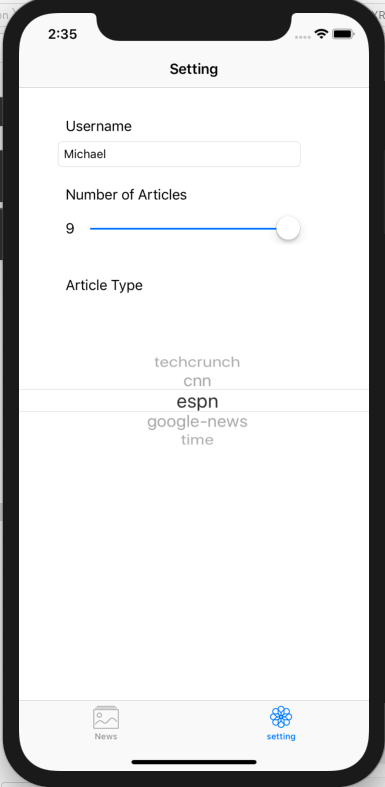 2:35
Setting
Username
Michael
Number of Articles
9
Article Type
techcrunch
cnn
espn
google-news
time
News
setting